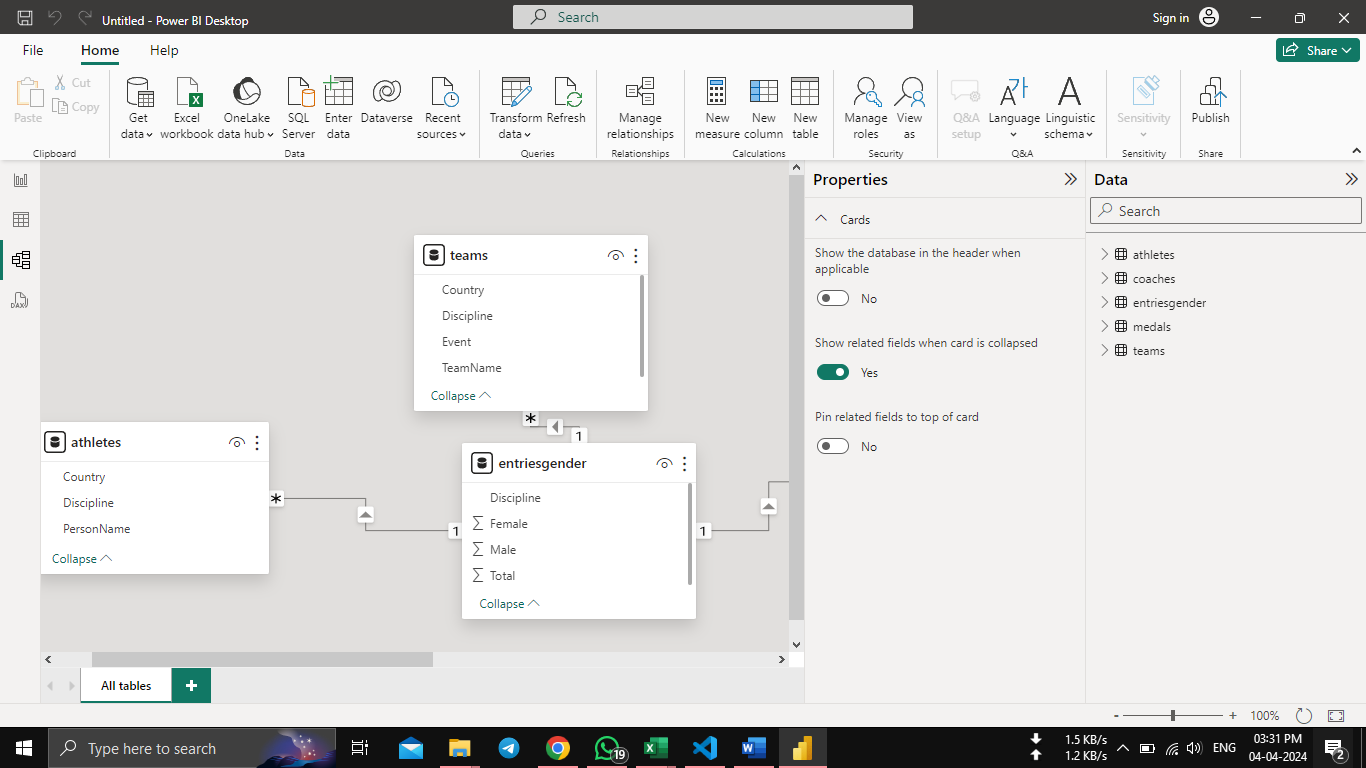 Untitled - Power BI Desktop
Search
Sign in
File
Home
Help
Share
Paste
Cut
Copy
Get data
Excel workbook
OneLake data hub
SQL Server
Enter data
Dataverse
Recent sources
Transform data
Refresh
Manage relationships
New measure
New column
New table
Manage roles
View as
Q&A setup
Language
Linguistic schema
Sensitivity
Publish
Clipboard
Data
Queries
Relationships
Calculations
Security
Q&A
Sensitivity
Share
DAX
teams
Country
Discipline
Event
TeamName
Collapse
*
1
athletes
Country
Discipline
PersonName
Collapse
*
1
entriesgender
Discipline
∑ Female
∑ Male
∑ Total
Collapse
1
Properties
Cards
Show the database in the header when
applicable
No
Show related fields when card is collapsed
Yes
Pin related fields to top of card
No
Data
Search
athletes
coaches
entriesgender
medals
teams
All tables
+
- + 100%
Type here to search
19
1.5 KB/s
1.2 KB/s
ENG
03:31 PM
04-04-2024
2